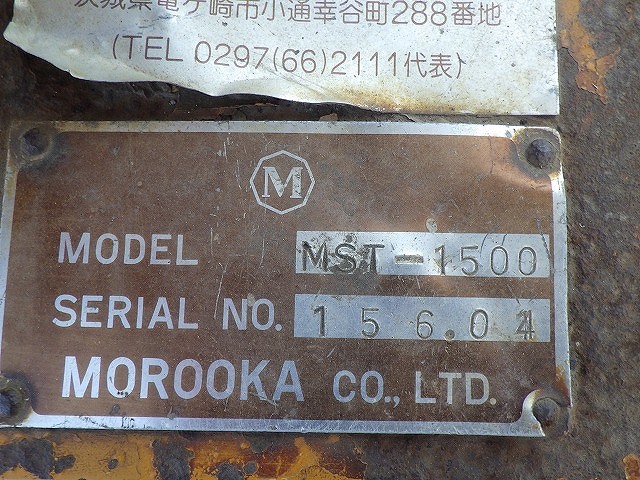 茨城県竜ケ崎市小通幸谷町288番地
(TEL 0297(66)2111代表)
M
MODEL MST-1500
SERIAL NO. 156.04
MOROOKA CO., LTD.